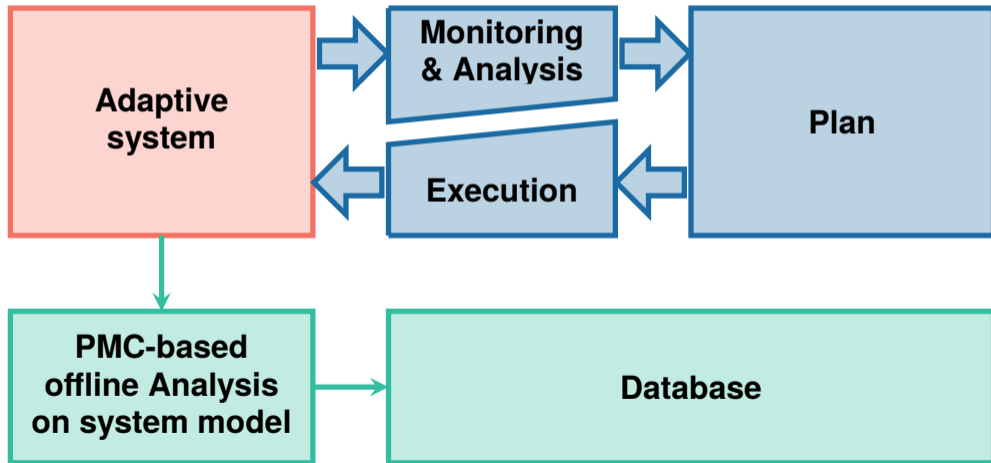 Adaptive
system
Monitoring
& Analysis
Plan
Execution
PMC-based
offline Analysis
on system model
Database